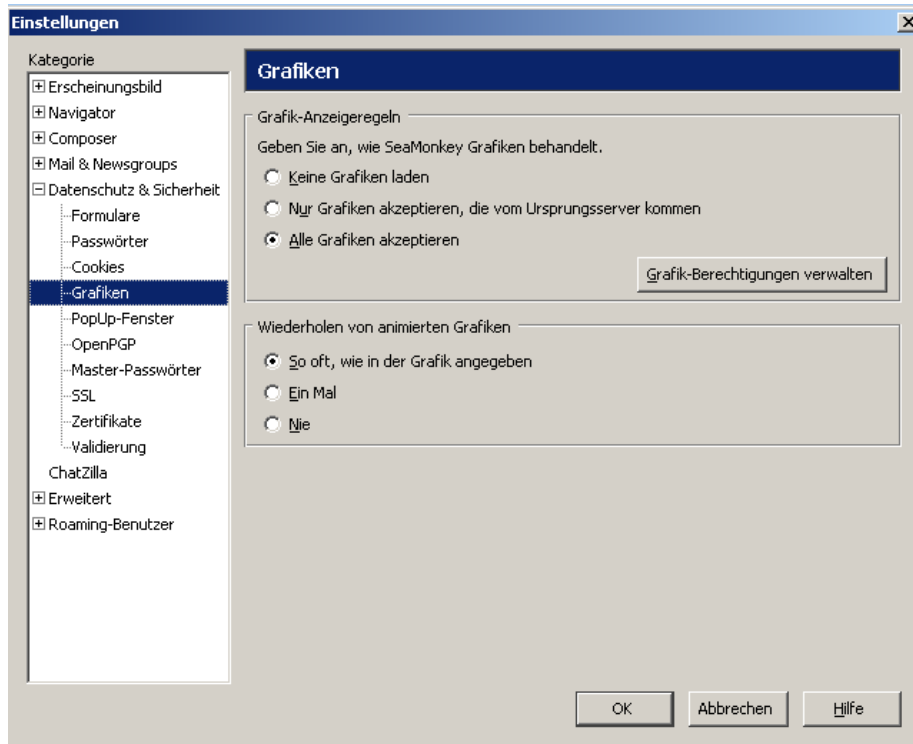 Einstellungen
Kategorie
Erscheinungsbild
Navigator
Composer
Mail & Newsgroups
Datenschutz & Sicherheit
Formulare
Passwörter
Cookies
Grafiken
PopUp-Fenster
OpenPGP
Master-Passwörter
SSL
Zertifikate
Validierung
ChatZilla
Erweitert
Roaming-Benutzer
Grafiken
Grafik-Anzeigeregeln
Geben Sie an, wie SeaMonkey Grafiken behandelt.
Keine Grafiken laden
Nur Grafiken akzeptieren, die vom Ursprungsserver kommen
Alle Grafiken akzeptieren
Grafik-Berechtigungen verwalten
Wiederholen von animierten Grafiken
So oft, wie in der Grafik angegeben
Ein Mal
Nie
OK
Abbrechen
Hilfe